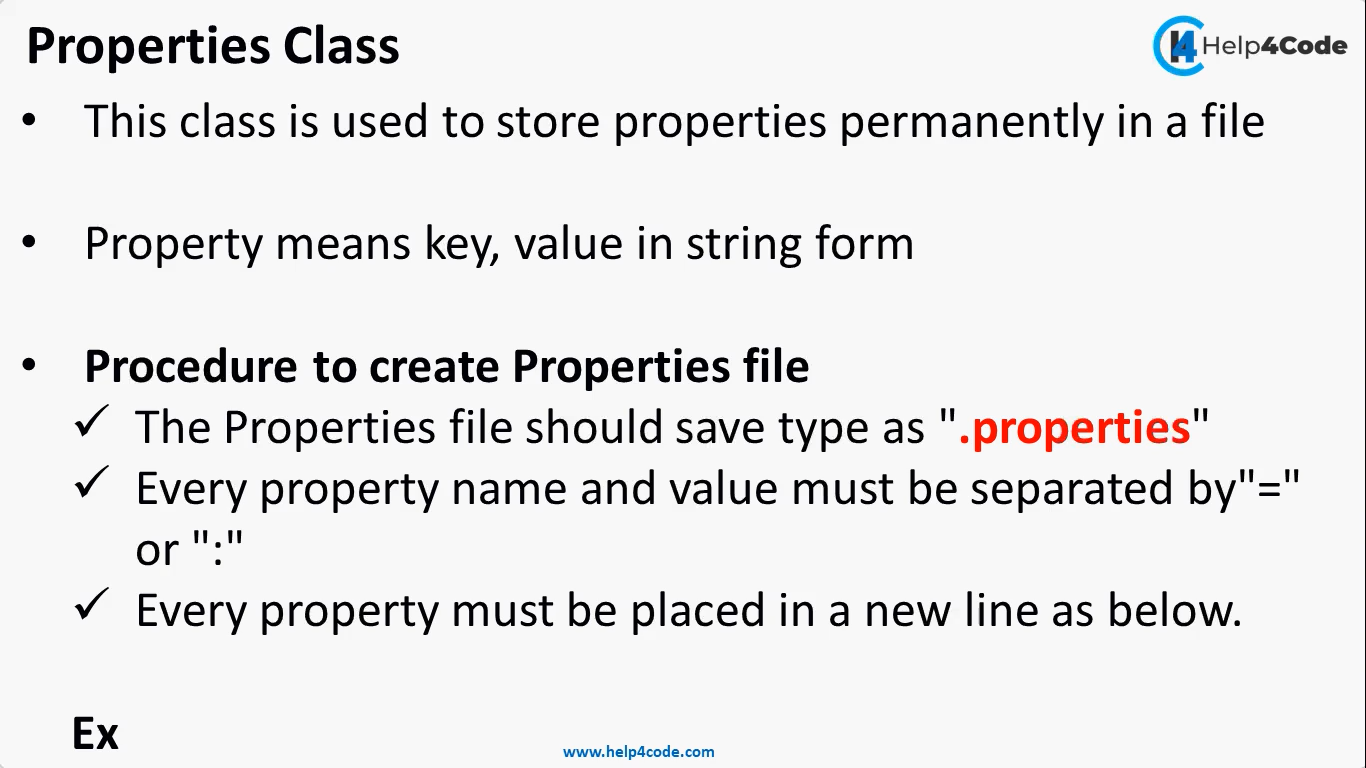 Properties Class
Help4Code
• This class is used to store properties permanently in a file
• Property means key, value in string form
• Procedure to create Properties file
✓ The Properties file should save type as ".properties"
✓ Every property name and value must be separated by"="
or ":"
✓ Every property must be placed in a new line as below.
Ex
www.help4code.com